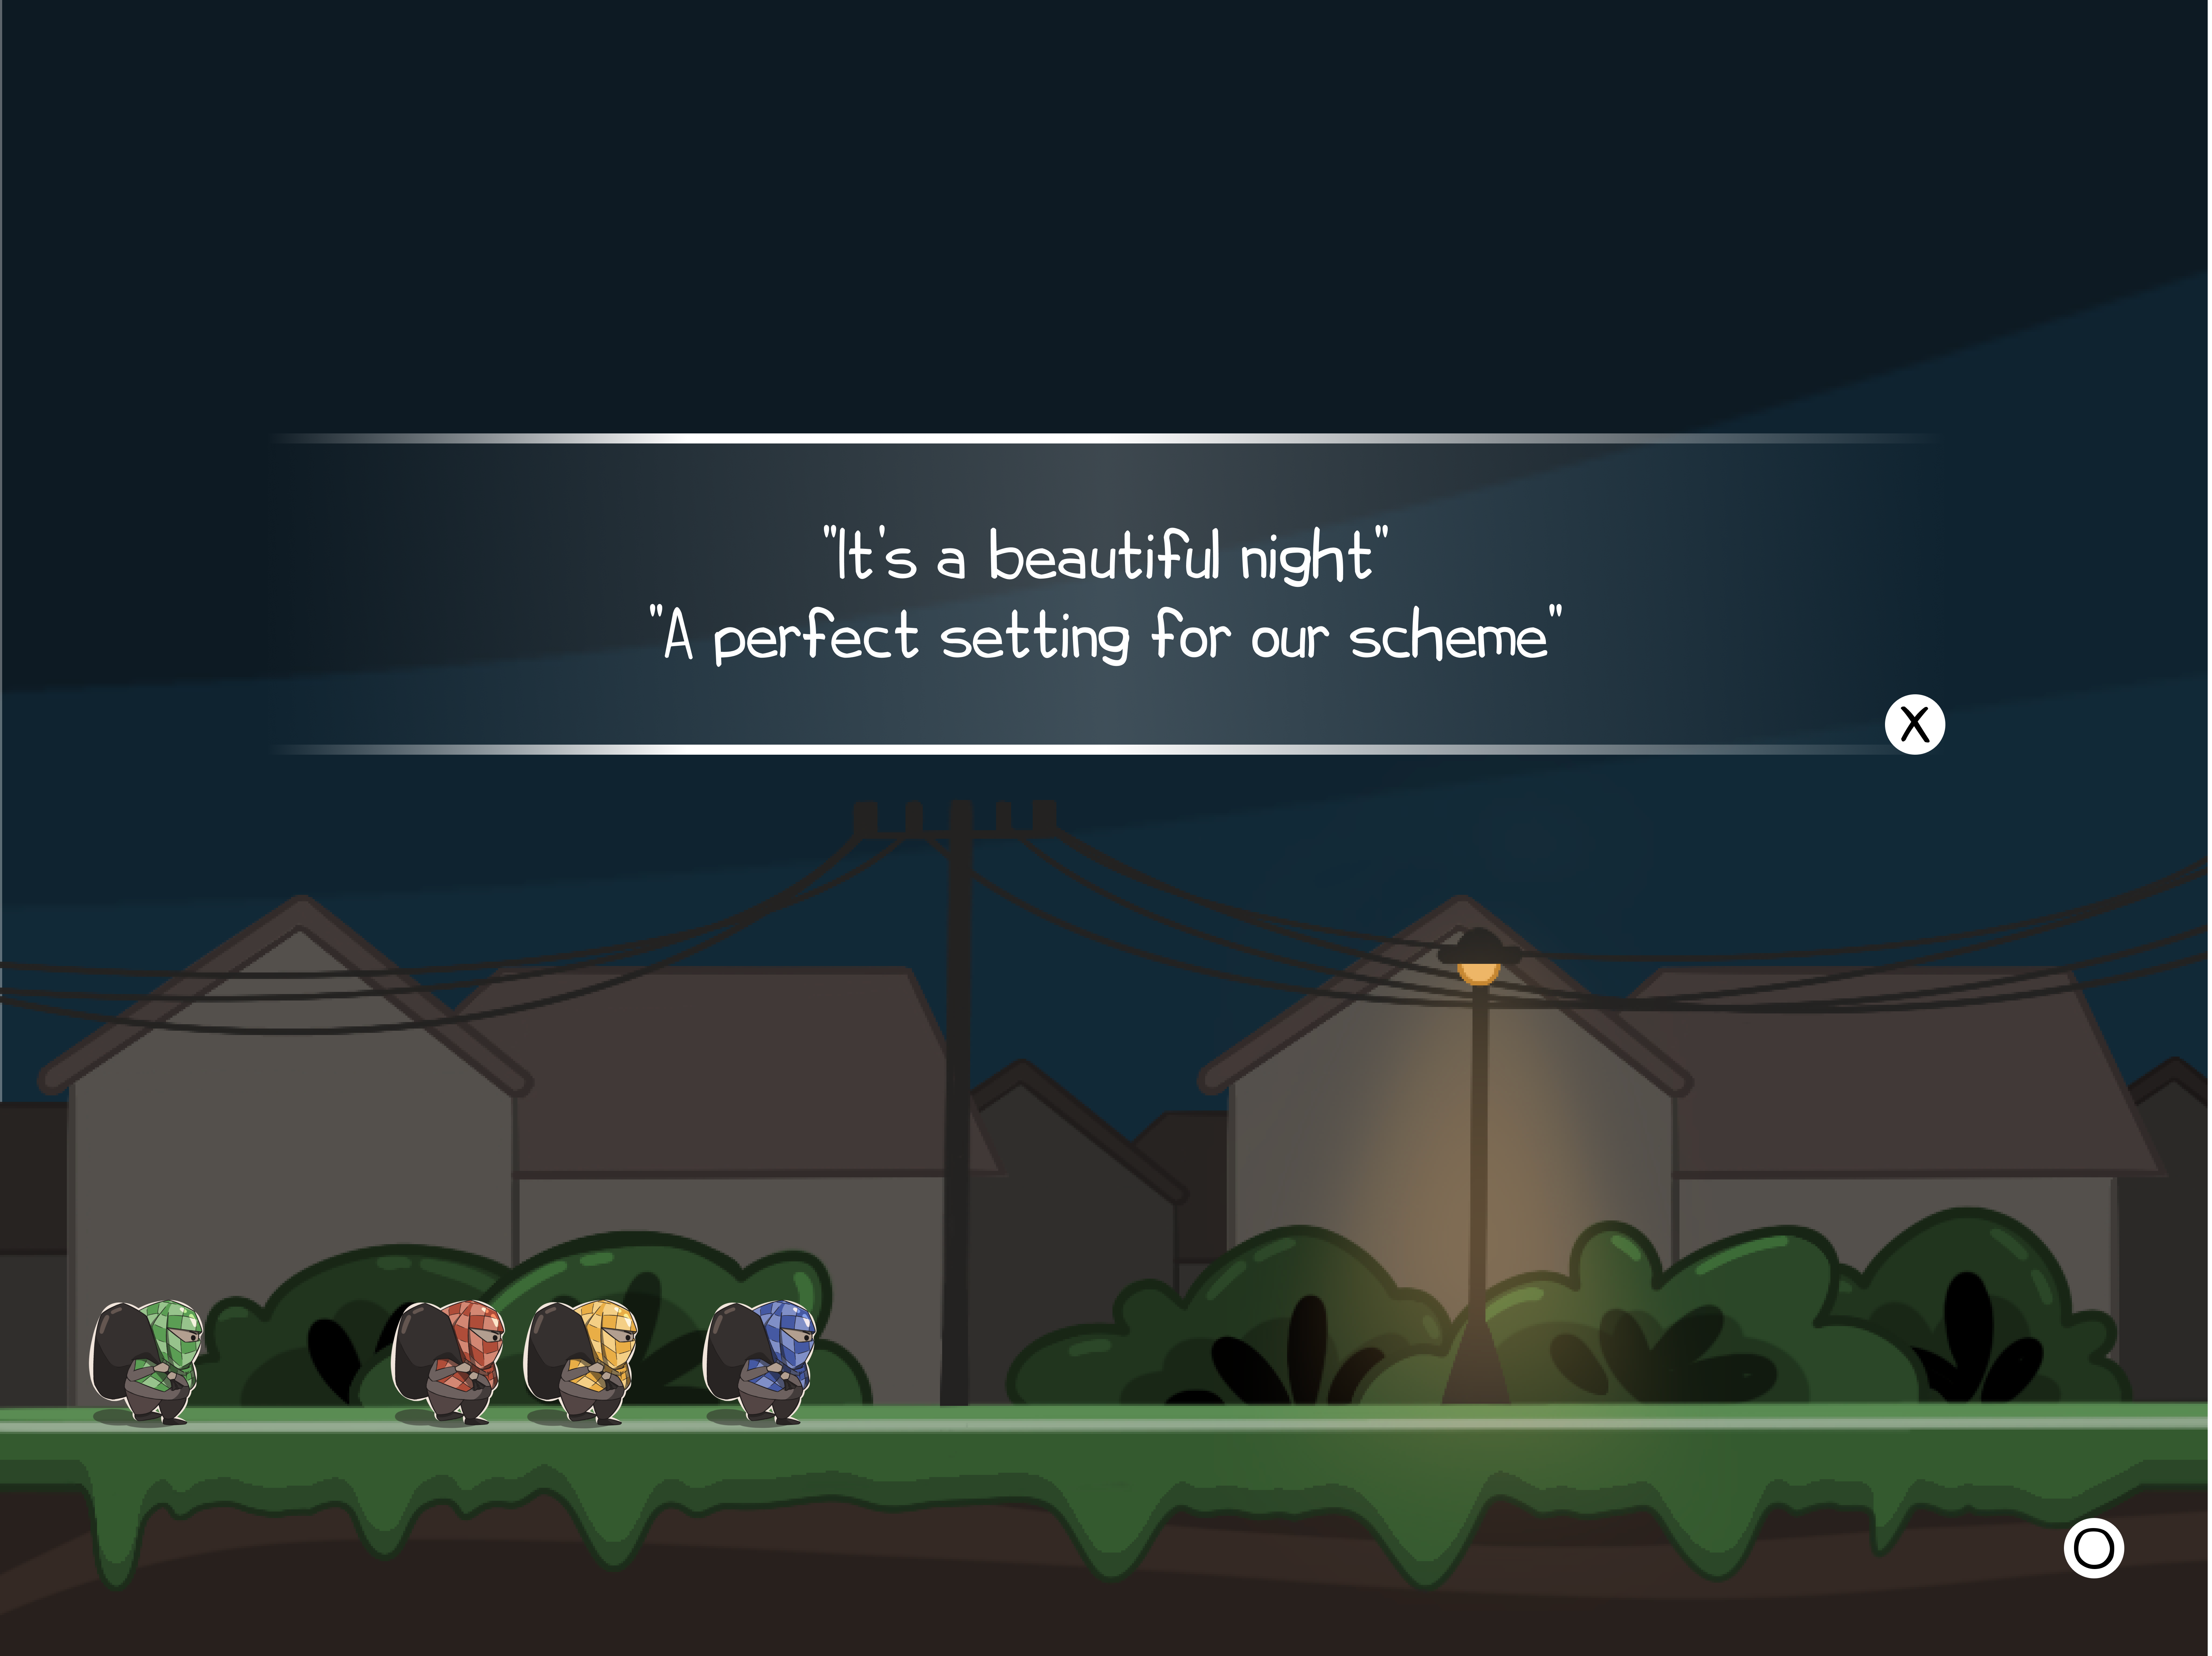 "It's a beautiful night"
"A perfect setting for our scheme"
X
O